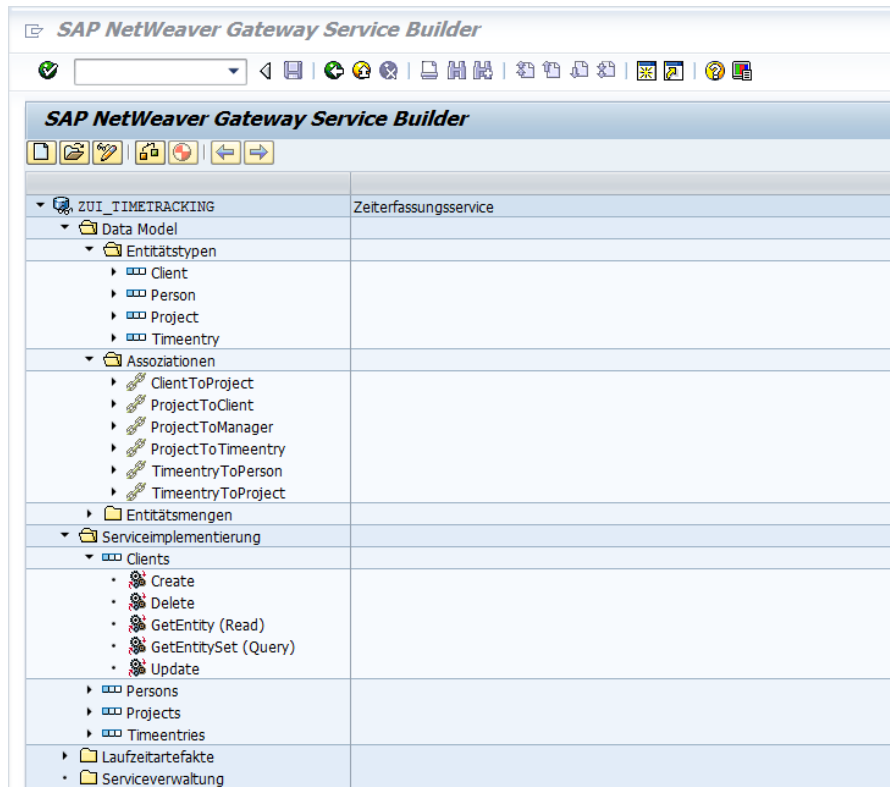 SAP NetWeaver Gateway Service Builder
SAP NetWeaver Gateway Service Builder
ZUI_TIMETRACKING Zeiterfassungsservice
Data Model
Entitätstypen
Client
Person
Project
Timeentry
Assoziationen
ClientToProject
ProjectToClient
ProjectToManager
ProjectToTimeentry
TimeentryToPerson
TimeentryToProject
Entitätsmengen
Serviceimplementierung
Clients
Create
Delete
GetEntity (Read)
GetEntitySet (Query)
Update
Persons
Projects
Timeentries
Laufzeitartefakte
Serviceverwaltung